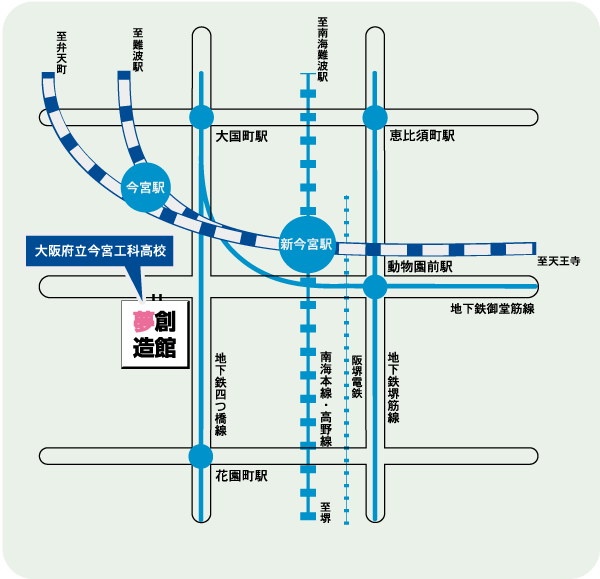 至弁天町
至難波駅
至南海難波駅
大国町駅
恵比須町駅
今宮駅
新今宮駅
大阪府立今宮工科高校
動物園前駅
至天王寺
地下鉄御堂筋線
夢創
造館
地下鉄四つ橋線
南海本線・高野線
阪堺電鉄
地下鉄堺筋線
花園町駅
至堺